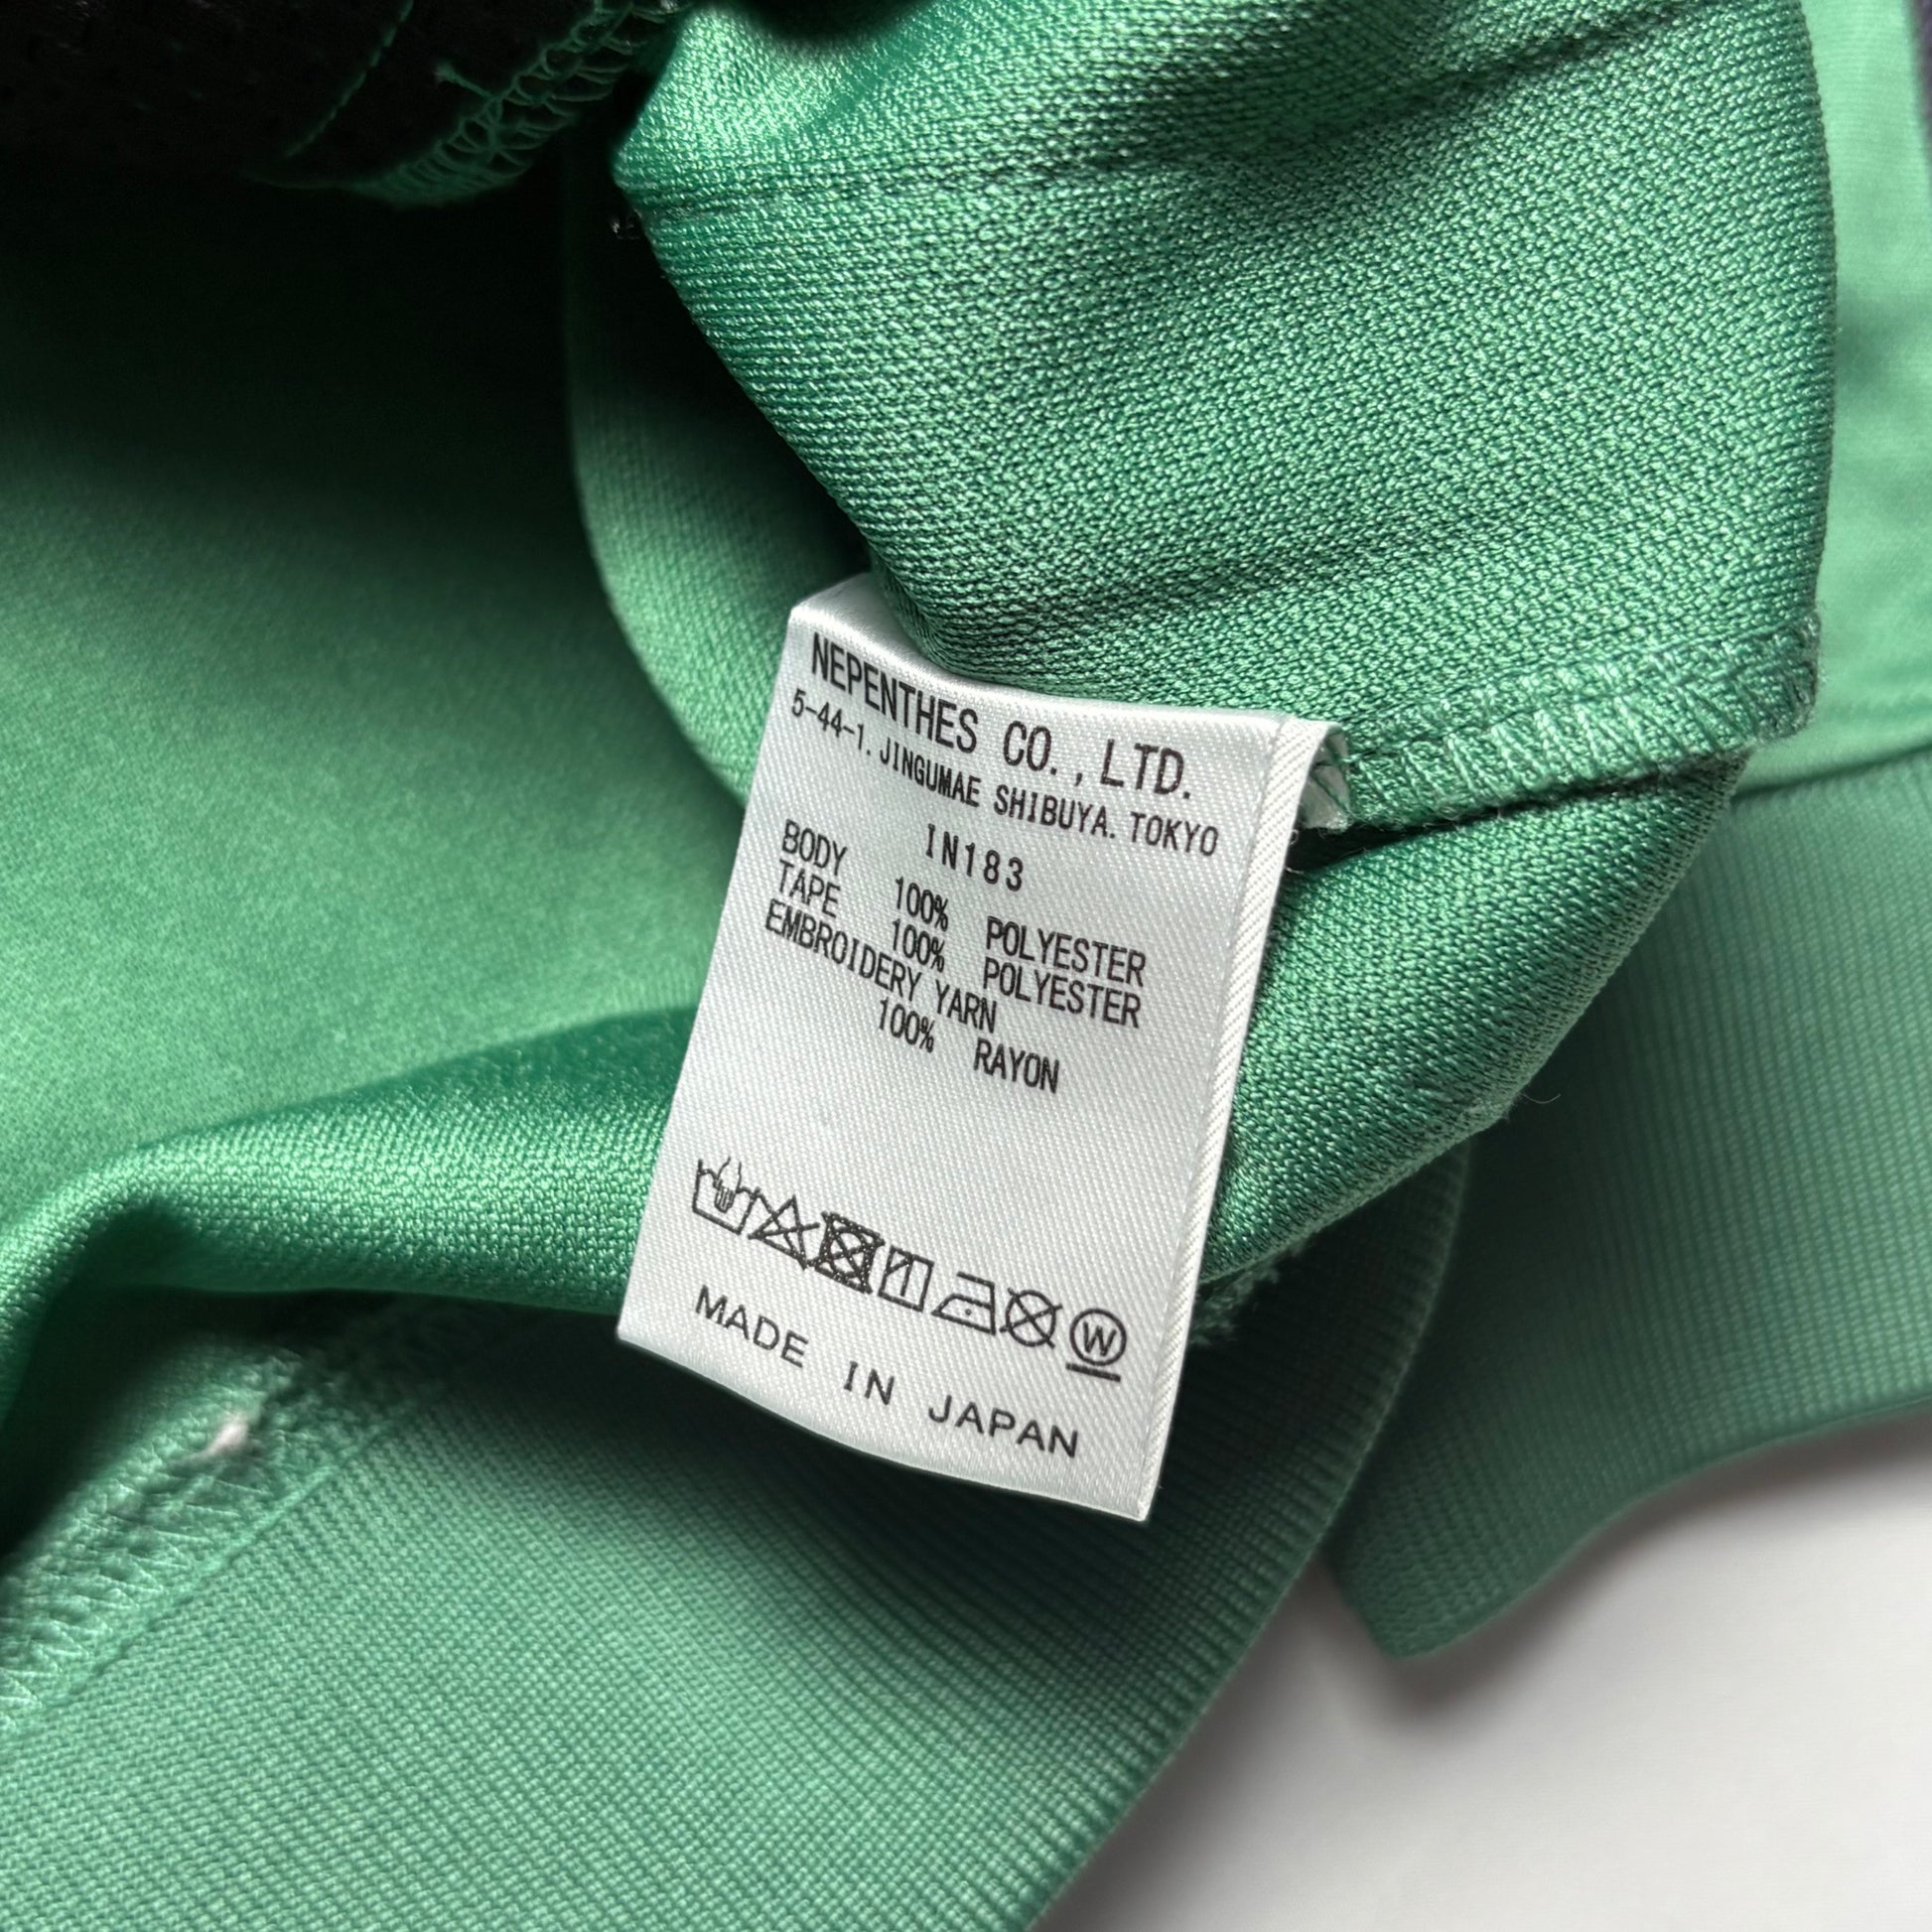 NEPENTHES CO., LTD.
5-44-1. JINGUMAE SHIBUYA. TOKYO
IN183
BODY 100% POLYESTER
TAPE 100% POLYESTER
EMBROIDERY YARN
100% RAYON
W
MADE IN JAPAN